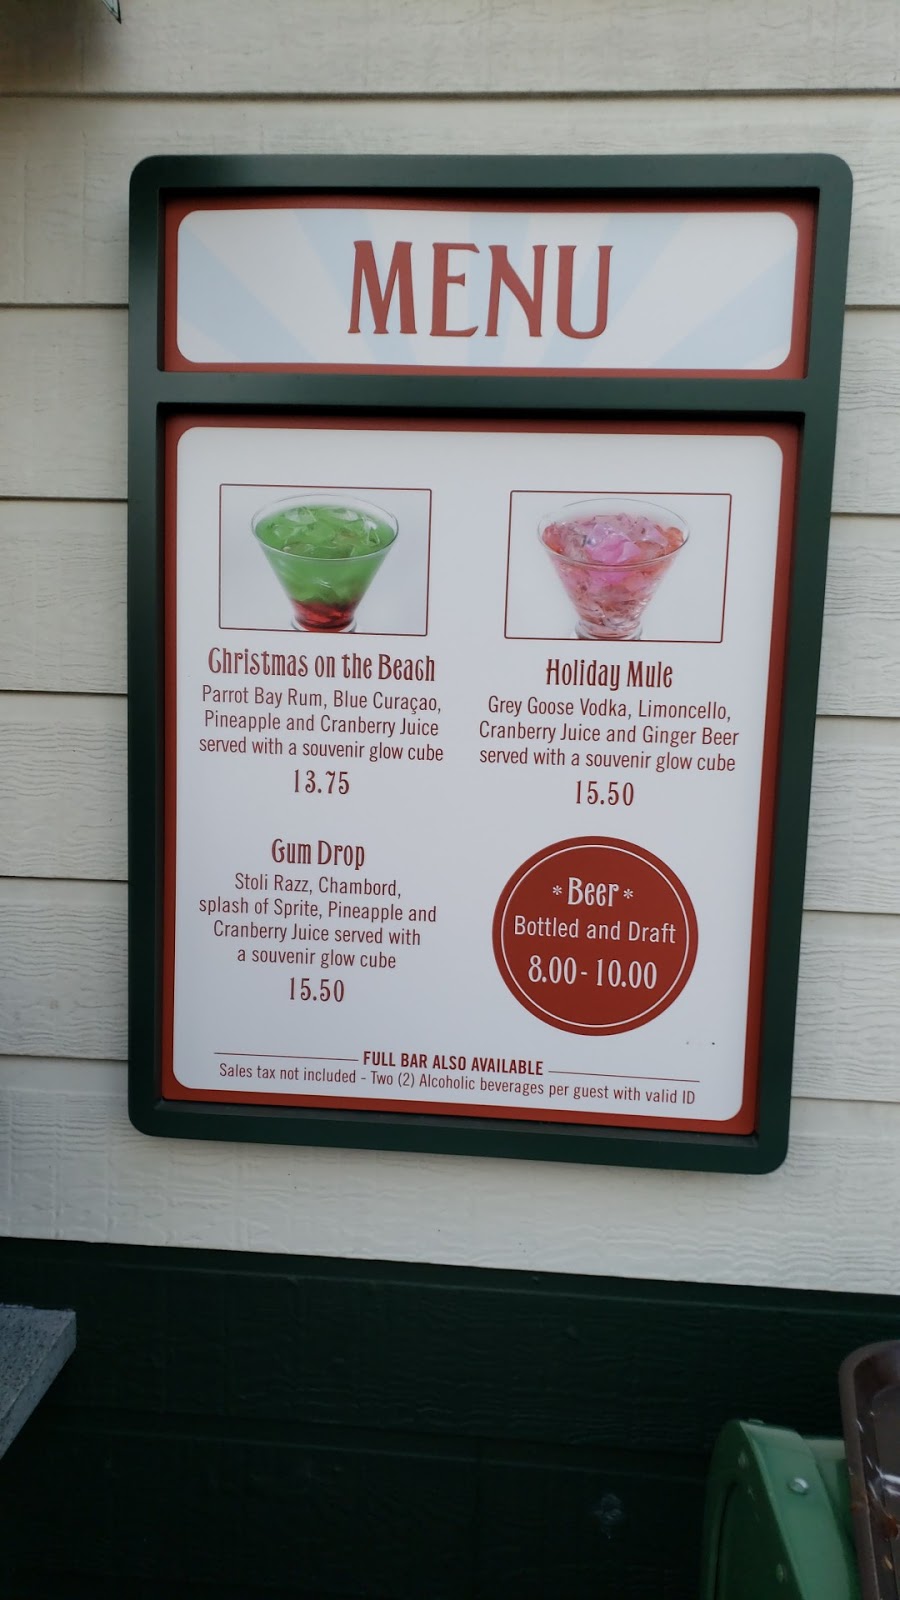 MENU
Christmas on the Beach
Parrot Bay Rum, Blue Curaçao,
Pineapple and Cranberry Juice
served with a souvenir glow cube
13.75
Holiday Mule
Grey Goose Vodka, Limoncello,
Cranberry Juice and Ginger Beer
served with a souvenir glow cube
15.50
Gum Drop
Stoli Razz, Chambord,
splash of Sprite, Pineapple and
Cranberry Juice served with
a souvenir glow cube
15.50
* Beer *
Bottled and Draft
8.00 - 10.00
FULL BAR ALSO AVAILABLE
Sales tax not included - Two (2) Alcoholic beverages per guest with valid ID